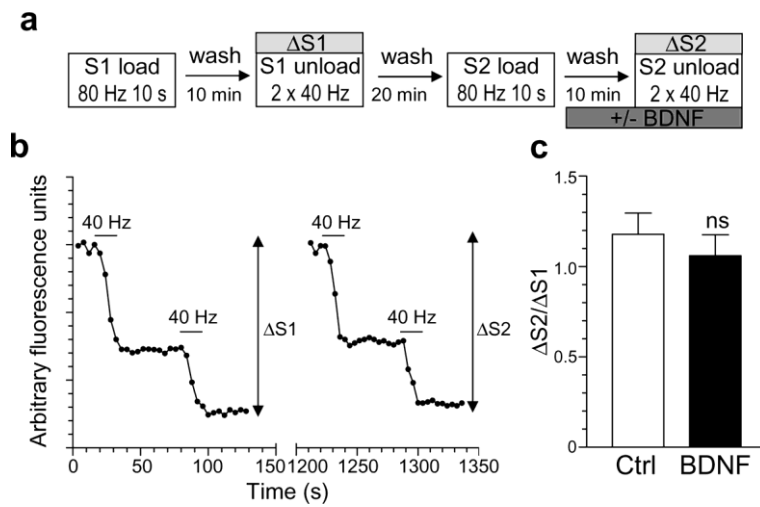 a
S1 load
80 Hz 10 s
wash
10 min
ΔS1
S1 unload
2 x 40 Hz
wash
20 min
S2 load
80 Hz 10 s
wash
10 min
ΔS2
S2 unload
2 x 40 Hz
+/- BDNF
b
Arbitrary fluorescence units
40 Hz
40 Hz
ΔS1
40 Hz
40 Hz
ΔS2
0 50 100 150 1200 1250 1300 1350
Time (s)
c
ΔS2/ΔS1
1.5
1.0
0.5
0
ns
Ctrl BDNF